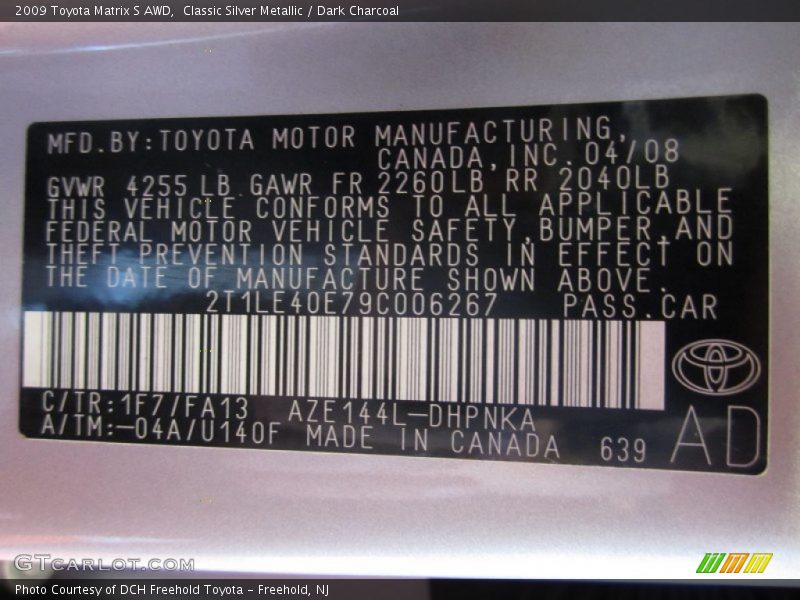 2009 Toyota Matrix S AWD,  Classic Silver Metallic / Dark Charcoal
MFD.BY:TOYOTA MOTOR MANUFACTURING,
CANADA,INC.04/08
GVWR 4255 LB GAWR FR 2260LB RR 2040LB
THIS VEHICLE CONFORMS TO ALL APPLICABLE
FEDERAL MOTOR VEHICLE SAFETY,BUMPER,AND
THEFT PREVENTION STANDARDS IN EFFECT ON
THE DATE OF MANUFACTURE SHOWN ABOVE.
2T1LE40E79C006267 PASS.CAR
C/TR:1F7/FA13 AZE144L-DHPNKA
A/TM:-04A/U140F MADE IN CANADA 639
AD
GTcarlot.com
Photo Courtesy of DCH Freehold Toyota - Freehold, NJ